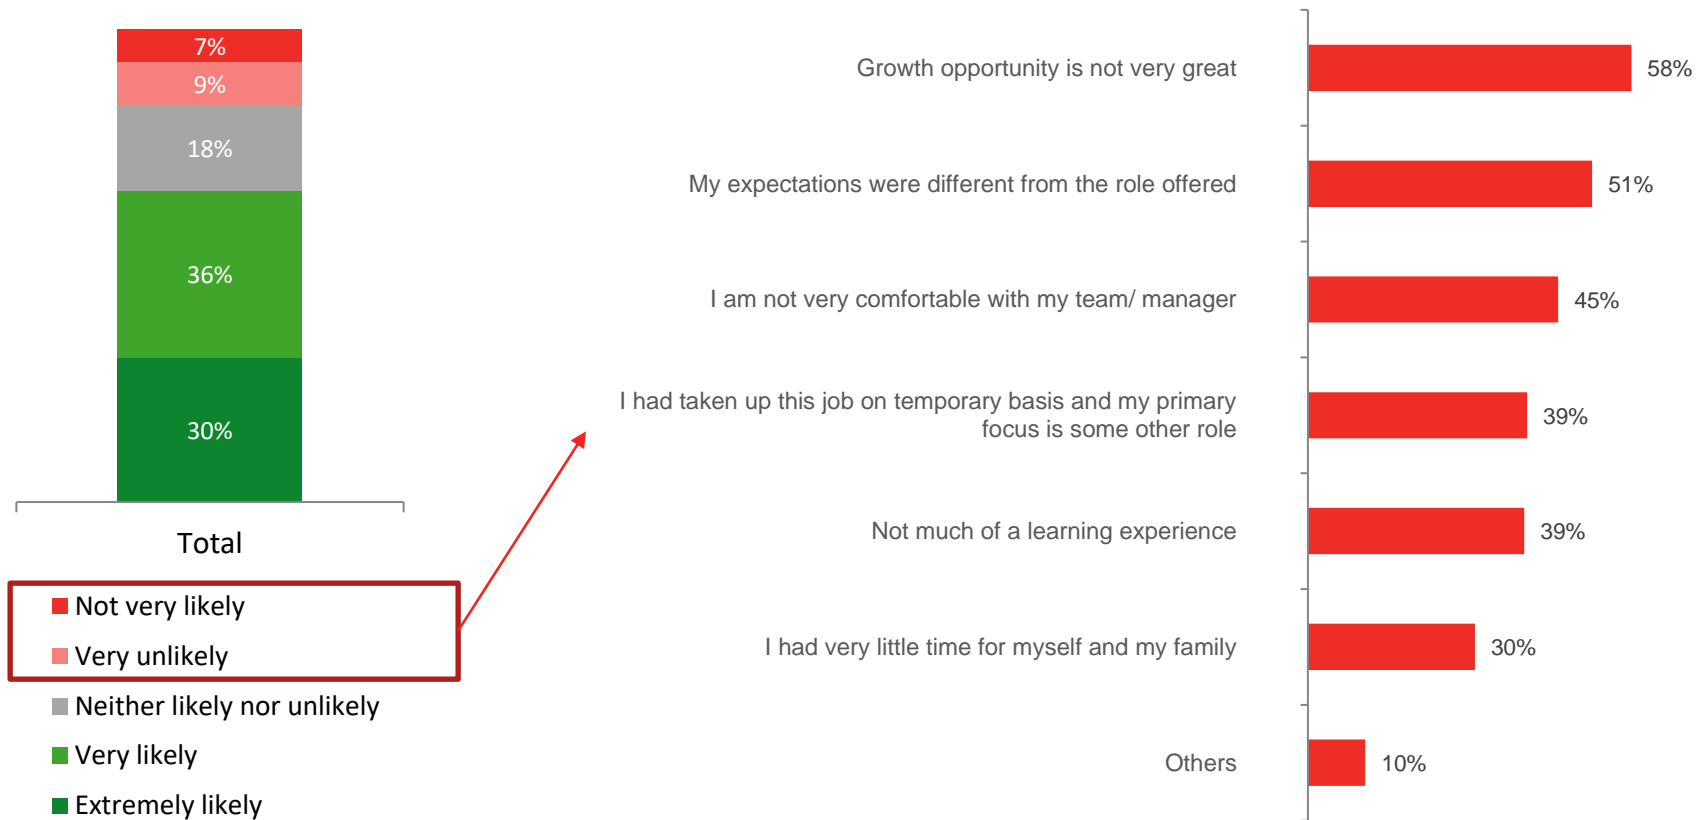 7%
9%
18%
36%
30%
Total
Not very likely
Very unlikely
Neither likely nor unlikely
Very likely
Extremely likely
Growth opportunity is not very great
58%
My expectations were different from the role offered
51%
I am not very comfortable with my team/ manager
45%
I had taken up this job on temporary basis and my primary
focus is some other role
39%
Not much of a learning experience
39%
I had very little time for myself and my family
30%
Others
10%